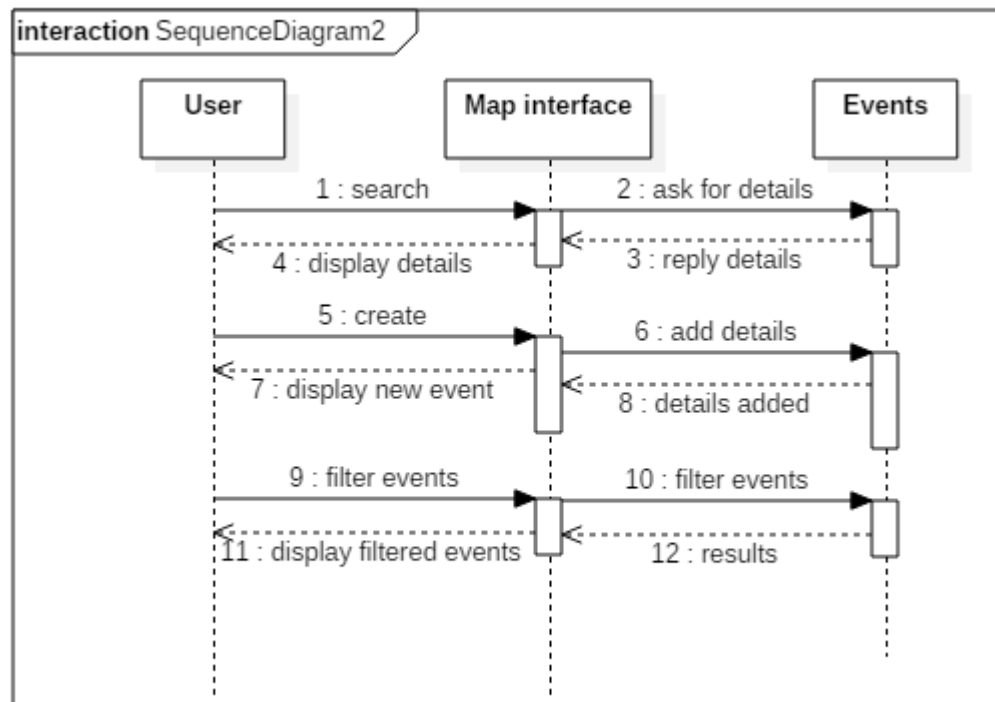 interaction SequenceDiagram2
User
Map interface
Events
1 : search
2 : ask for details
3 : reply details
4 : display details
5 : create
6 : add details
7 : display new event
8 : details added
9 : filter events
10 : filter events
11 : display filtered events
12 : results